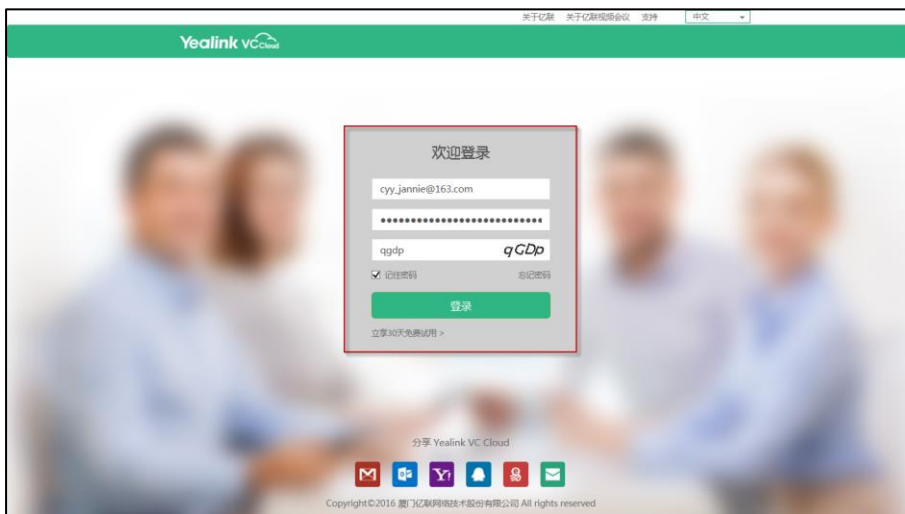 关于亿联 关于亿联视频会议 支持 中文
Yealink VCCloud
欢迎登录
cyy_jannie@163.com
••••••••••••••••••••••••••••
qgdp qGDp
记住密码 忘记密码
登录
立享30天免费试用 >
分享 Yealink VC Cloud
Copyright©2016 厦门亿联网络技术股份有限公司 All rights reserved